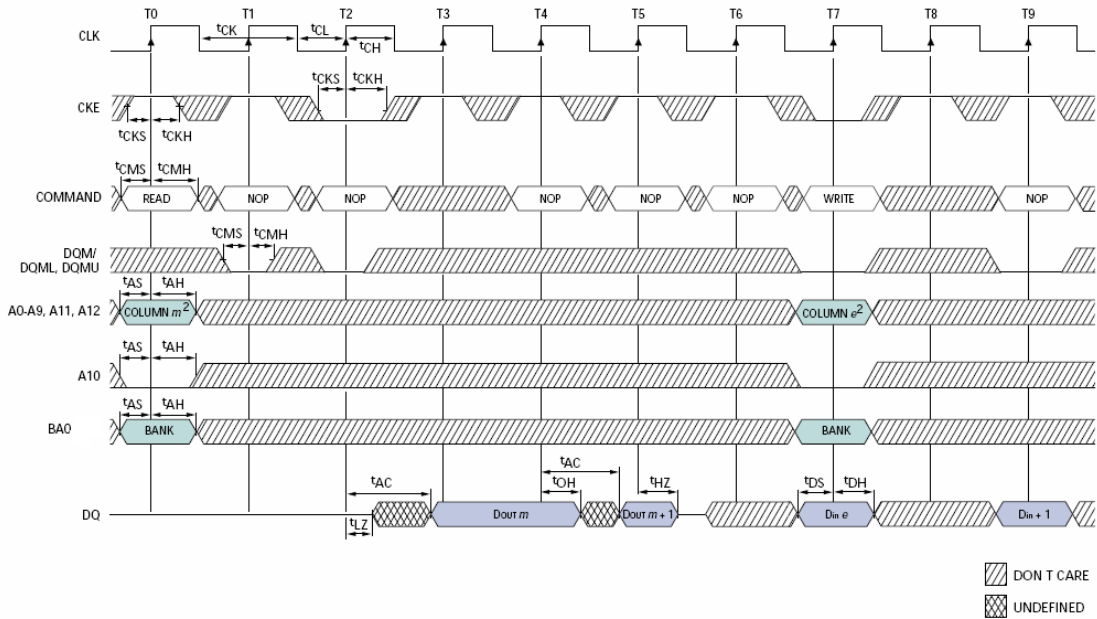 T0 T1 T2 T3 T4 T5 T6 T7 T8 T9
CLK
tCK tCL
tCH
tCKS tCKH
CKE
tCKS tCKH
tCMS tCMH
COMMAND READ NOP NOP NOP NOP NOP WRITE NOP
tCMS tCMH
DQM/
DQML, DQMU
tAS tAH
A0-A9, A11, A12 COLUMN m2 COLUMN e2
tAS tAH
A10
tAS tAH
BA0 BANK BANK
tAC tAC
tOH tHZ tDS tDH
DQ DOUT m DOUT m + 1 Din e Din + 1
tLZ
DON T CARE
UNDEFINED